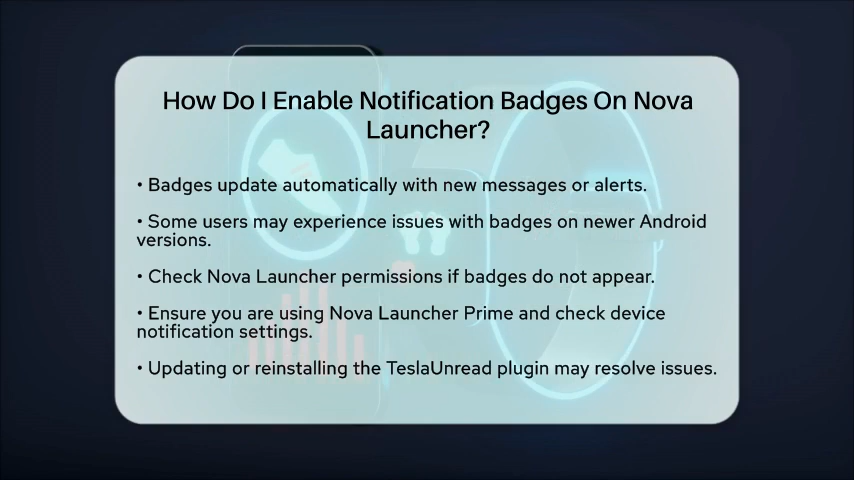 How Do I Enable Notification Badges On Nova
Launcher?
• Badges update automatically with new messages or alerts.
• Some users may experience issues with badges on newer Android
versions.
• Check Nova Launcher permissions if badges do not appear.
• Ensure you are using Nova Launcher Prime and check device
notification settings.
• Updating or reinstalling the TeslaUnread plugin may resolve issues.